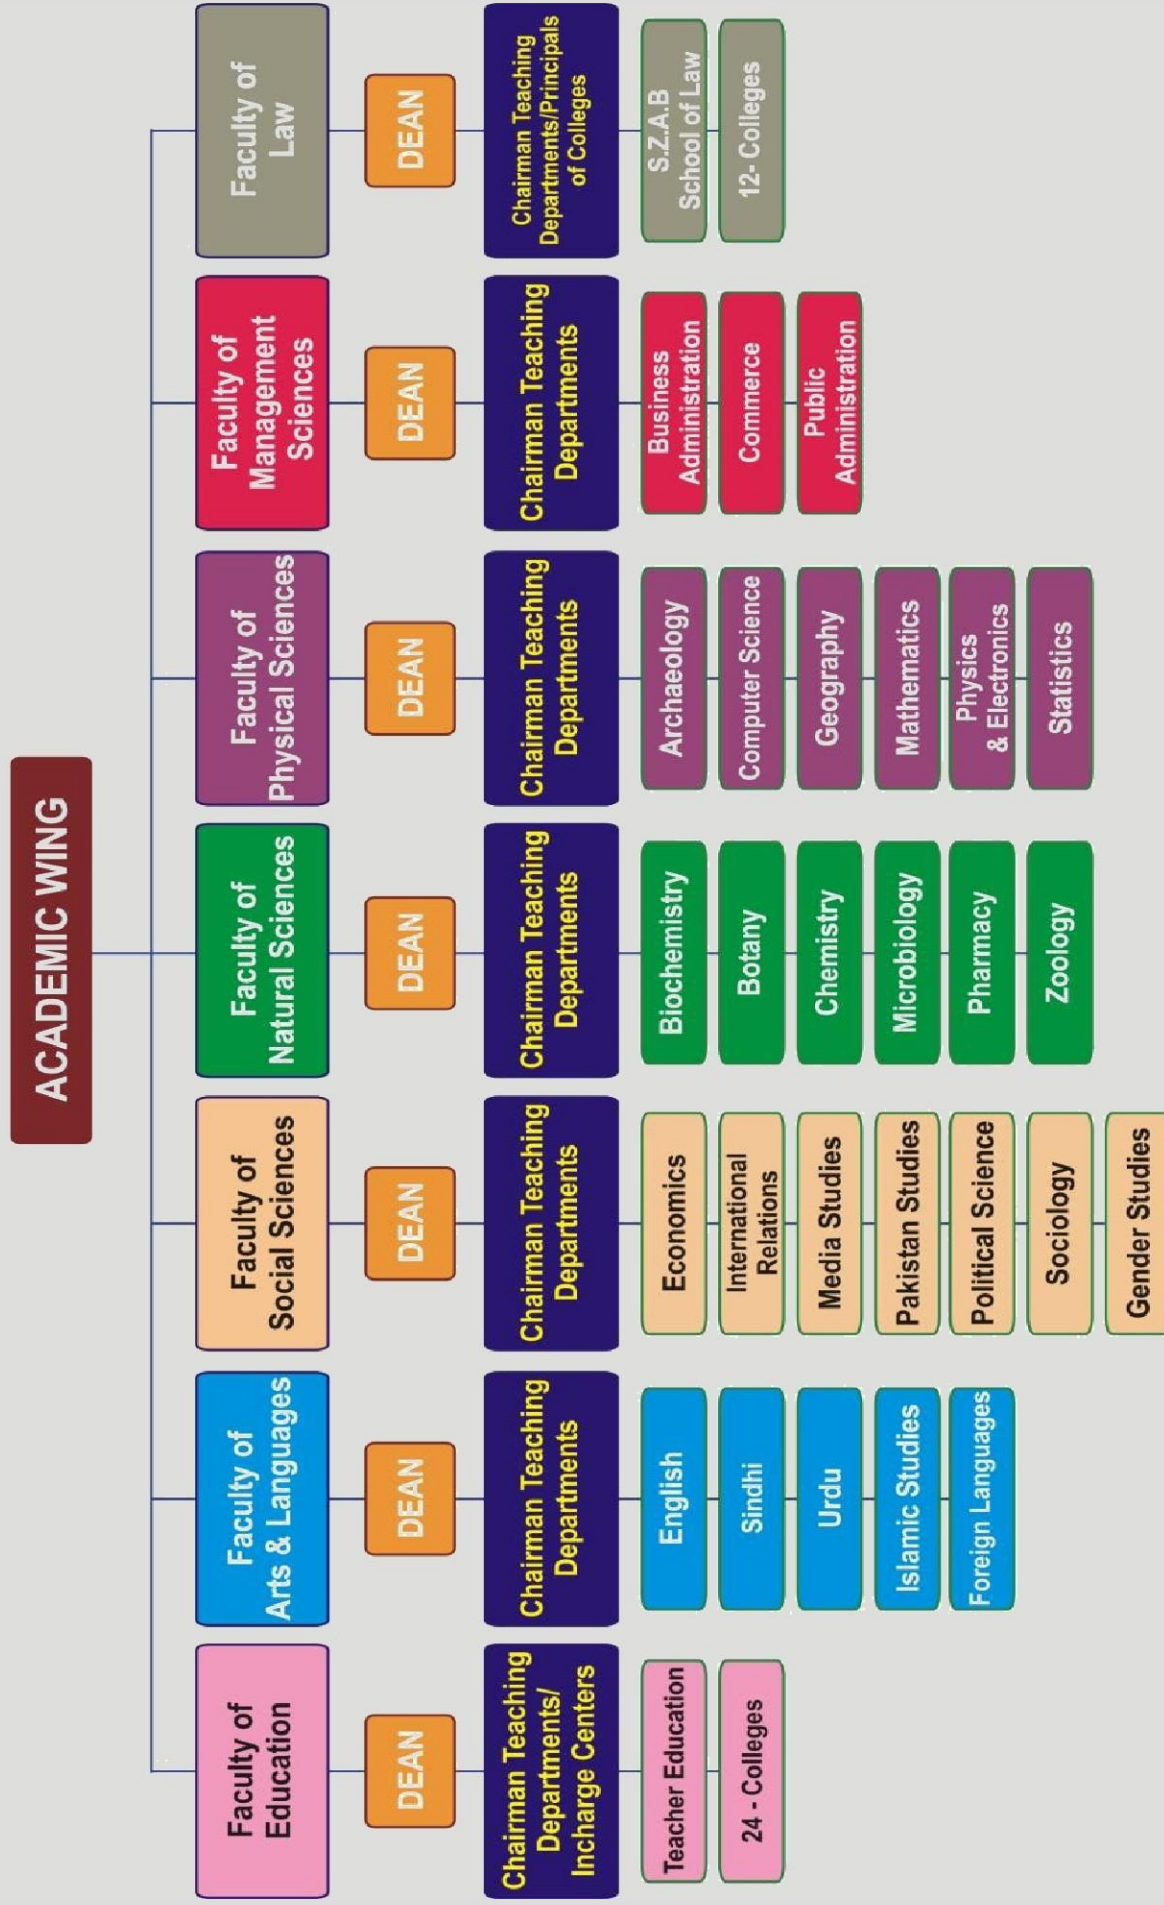 ACADEMIC WING
Faculty of
Education
DEAN
Chairman Teaching
Departments/
Incharge Centers
Teacher Education
24 - Colleges
Faculty of
Arts & Languages
DEAN
Chairman Teaching
Departments
English
Sindhi
Urdu
Islamic Studies
Foreign Languages
Faculty of
Social Sciences
DEAN
Chairman Teaching
Departments
Economics
International
Relations
Media Studies
Pakistan Studies
Political Science
Sociology
Gender Studies
Faculty of
Natural Sciences
DEAN
Chairman Teaching
Departments
Biochemistry
Botany
Chemistry
Microbiology
Pharmacy
Zoology
Faculty of
Physical Sciences
DEAN
Chairman Teaching
Departments
Archaeology
Computer Science
Geography
Mathematics
Physics
& Electronics
Statistics
Faculty of
Management
Sciences
DEAN
Chairman Teaching
Departments
Business
Administration
Commerce
Public
Administration
Faculty of
Law
DEAN
Chairman Teaching
Departments/Principals
of Colleges
S.Z.A.B
School of Law
12- Colleges